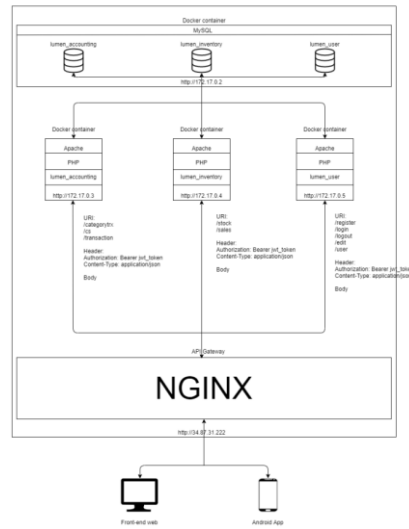 Docker container
MySQL
lumen_accounting
lumen_inventory
lumen_user
http://172.17.0.2
Docker container
Apache
PHP
lumen_accounting
http://172.17.0.3
Docker container
Apache
PHP
lumen_inventory
http://172.17.0.4
Docker container
Apache
PHP
lumen_user
http://172.17.0.5
URI:
/transaction
Header:
Authorization: Bearer jwt_token
Content-Type: application/json
Body
URI:
/stock
/sales
Header:
Authorization: Bearer jwt_token
Content-Type: application/json
Body
URI:
/register
/login
/logout
/edit
/user
Header:
Authorization: Bearer jwt_token
Content-Type: application/json
Body
API Gateway
NGINX
http://34.87.31.222
Front-end web
Android App